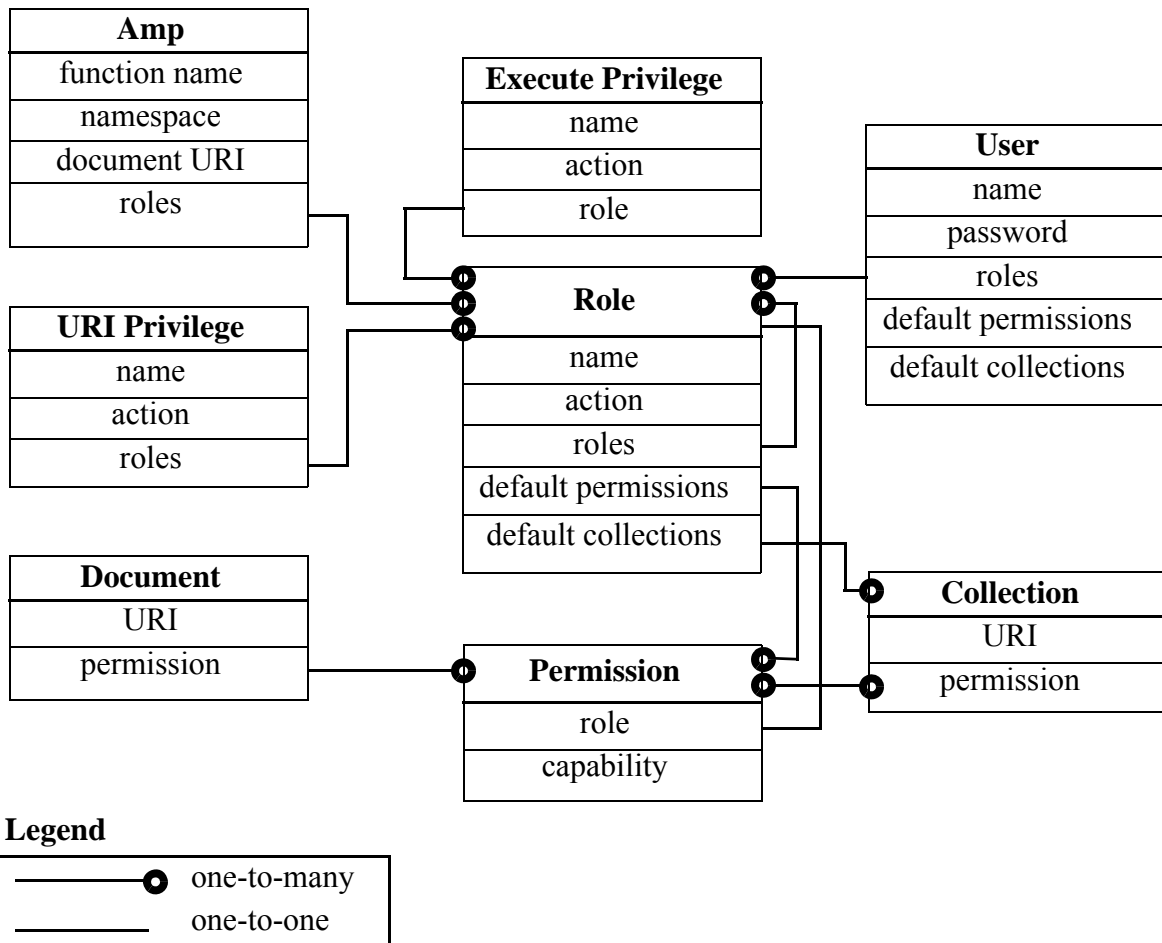 Amp
function name
namespace
document URI
roles
Execute Privilege
name
action
role
User
name
password
roles
default permissions
default collections
URI Privilege
name
action
roles
Role
name
action
roles
default permissions
default collections
Document
URI
permission
Permission
role
capability
Collection
URI
permission
Legend
one-to-many
one-to-one